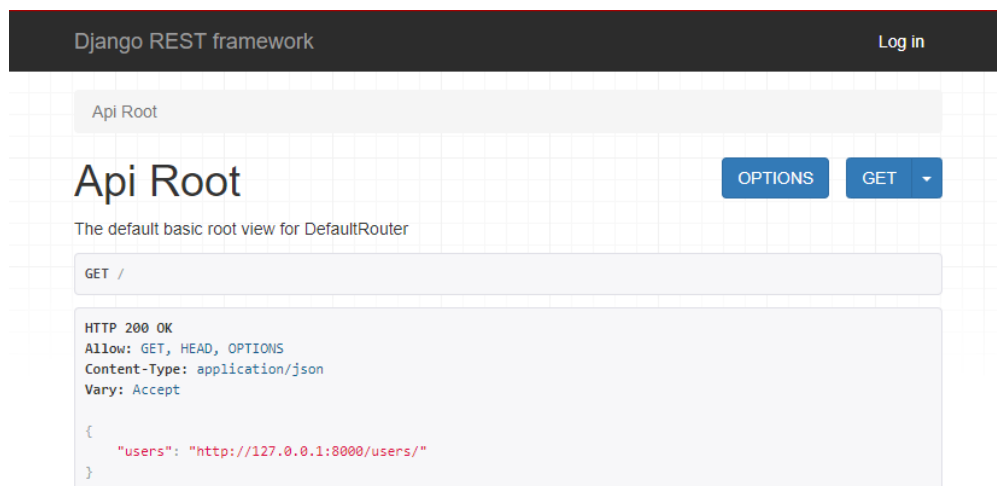 Django REST framework
Log in
Api Root
Api Root
OPTIONS
GET
The default basic root view for DefaultRouter
GET /
HTTP 200 OK
Allow: GET, HEAD, OPTIONS
Content-Type: application/json
Vary: Accept
{
"users": "http://127.0.0.1:8000/users/"
}